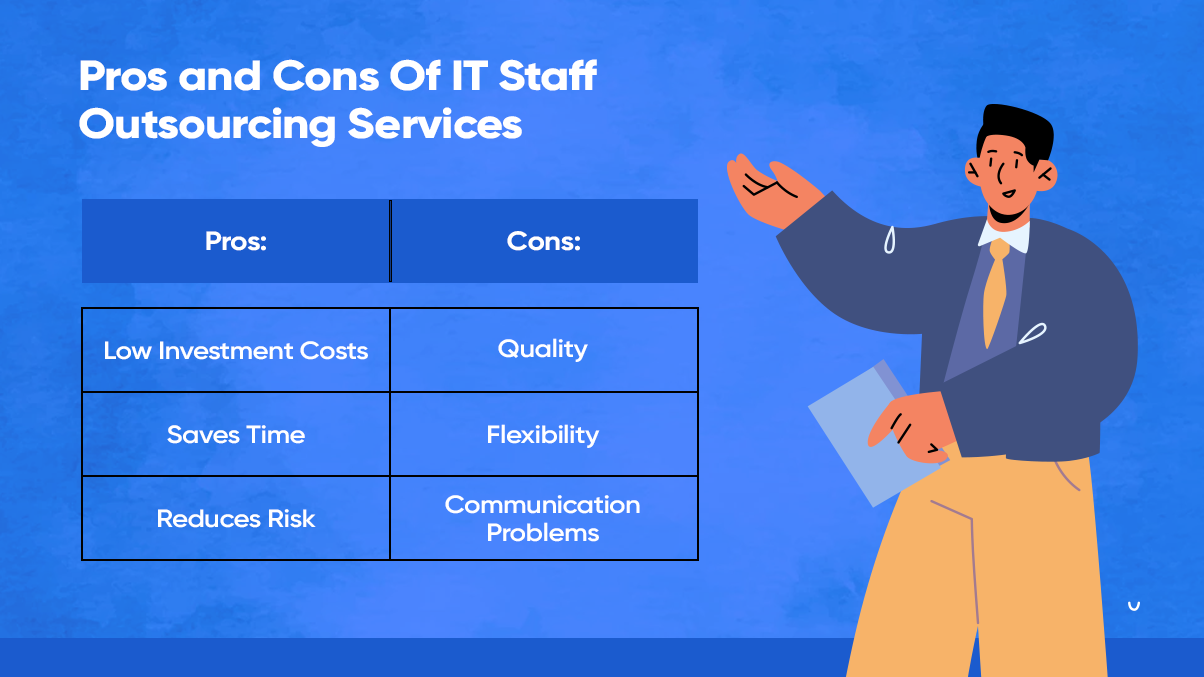 Pros and Cons Of IT Staff
Outsourcing Services
Pros:
Cons:
Low Investment Costs
Quality
Saves Time
Flexibility
Reduces Risk
Communication
Problems